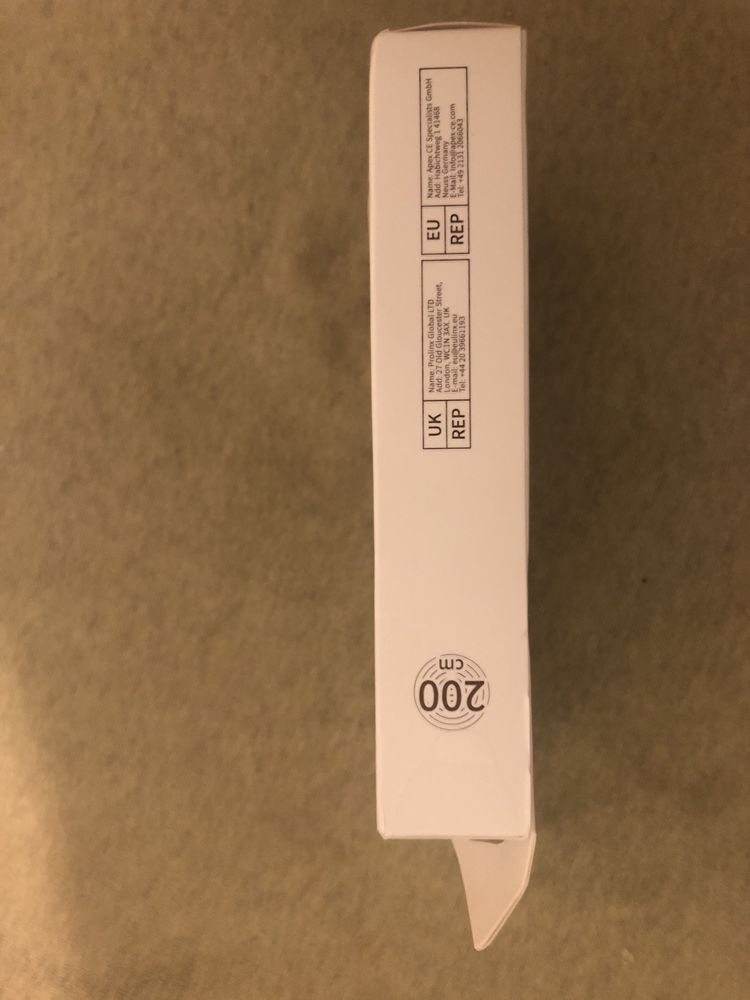 UK
REP
Name: Prolinx Global LTD
Add: 27 Old Gloucester Street,
London, WC1N 3AX, UK
E-mail: eu@eulinx.eu
Tel: +44 20 39661193
EU
REP
Name: Apex CE Specialists GmbH
Add: Habichtweg 1 41468
Neuss Germany
E-Mail: info@apex-ce.com
Tel: +49 2131 2066043
200
cm